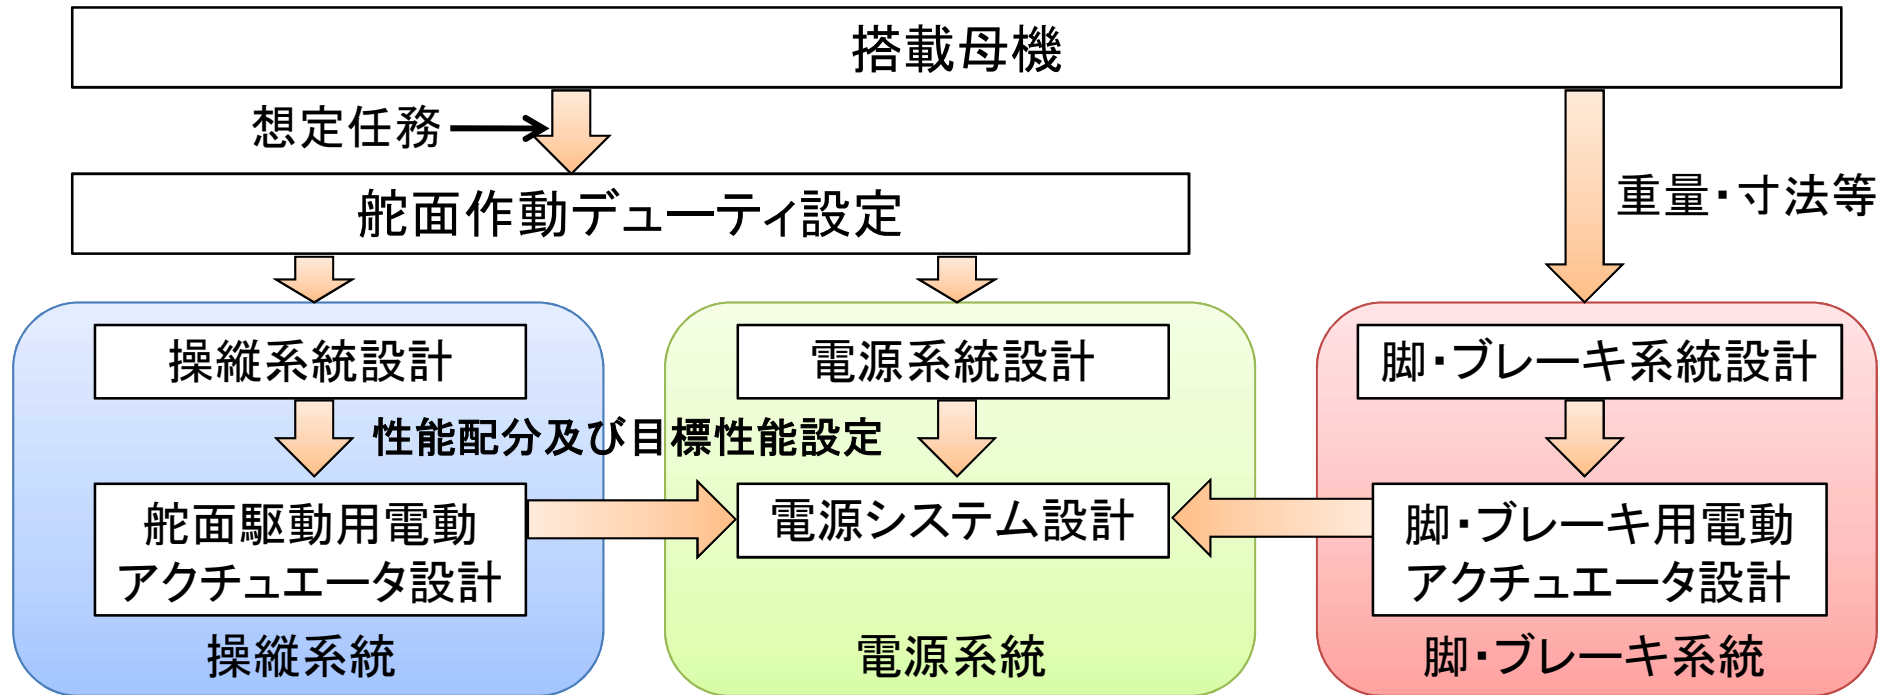 搭載母機
想定任務
舵面作動デューティ設定
重量・寸法等
操縦系統設計
電源系統設計
脚・ブレーキ系統設計
性能配分及び目標性能設定
舵面駆動用電動
アクチュエータ設計
電源システム設計
脚・ブレーキ用電動
アクチュエータ設計
操縦系統
電源系統
脚・ブレーキ系統